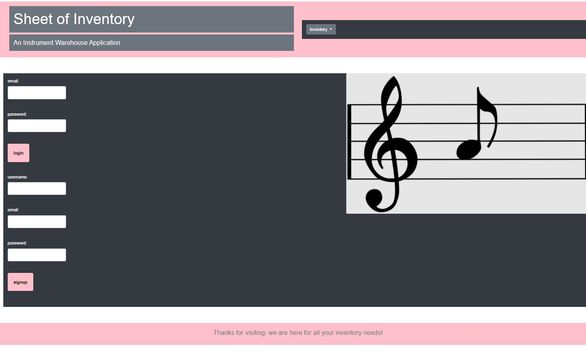 Sheet of Inventory
An Instrument Warehouse Application
Inventory
email:
password:
login
username:
email:
password:
signup
Thanks for visiting: we are here for all your inventory needs!